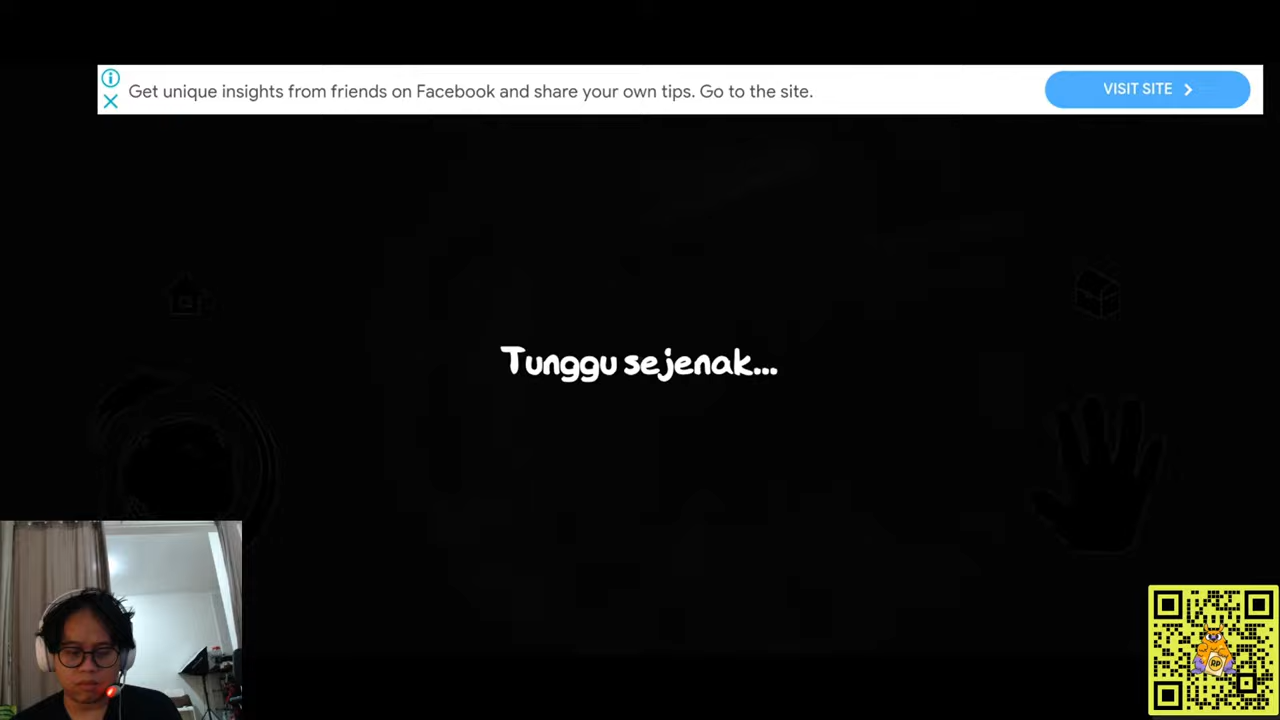 Get unique insights from friends on Facebook and share your own tips. Go to the site.
VISIT SITE
Tunggu sejenak...
RP